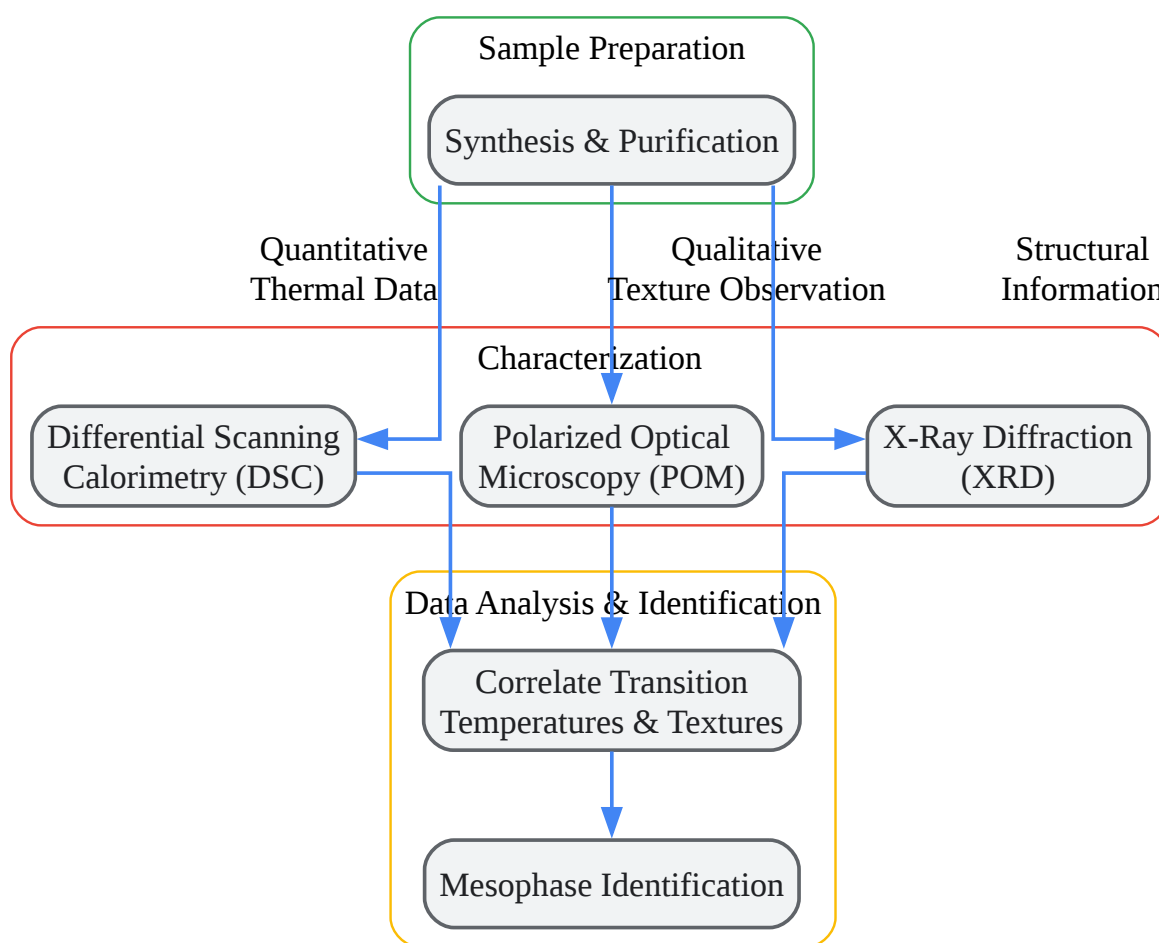 Sample Preparation
Synthesis & Purification
Quantitative
Thermal Data
Qualitative
Texture Observation
Structural
Information
Characterization
Differential Scanning
Calorimetry (DSC)
Polarized Optical
Microscopy (POM)
X-Ray Diffraction
(XRD)
Data Analysis & Identification
Correlate Transition
Temperatures & Textures
Mesophase Identification